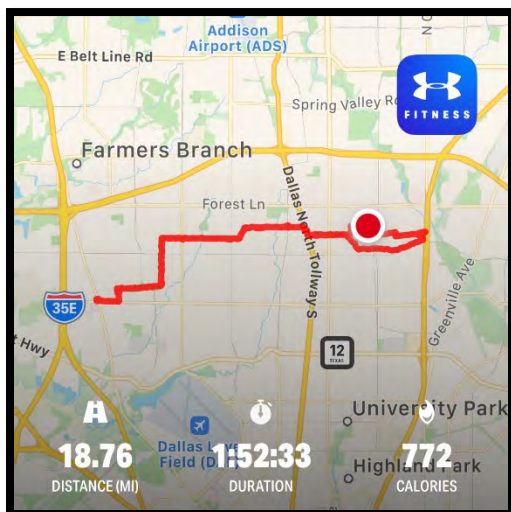 Addison
Airport (ADS)
E Belt Line Rd
Spring Valley R
FITNESS
Farmers Branch
Forest Ln
Dallas North Tollway S
Greenville Ave
35E
t Hwy
12
TEXAS
University Park
Dallas
Field
Highland Park
18.76
1:52:33
772
DISTANCE (MI)
DURATION
CALORIES